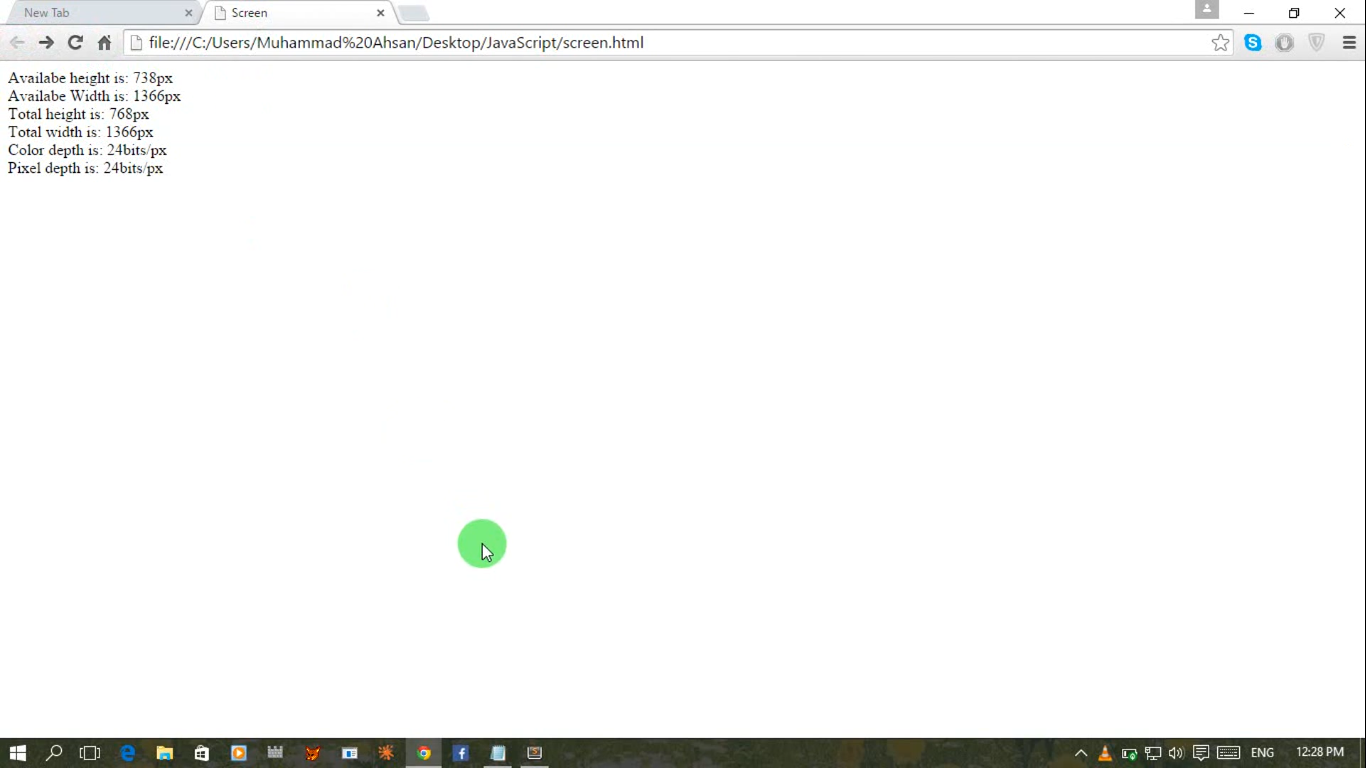 New Tab
Screen
file:///C:/Users/Muhammad%20Ahsan/Desktop/JavaScript/screen.html
Availabe height is: 738px
Availabe Width is: 1366px
Total height is: 768px
Total width is: 1366px
Color depth is: 24bits/px
Pixel depth is: 24bits/px
ENG
12:28 PM